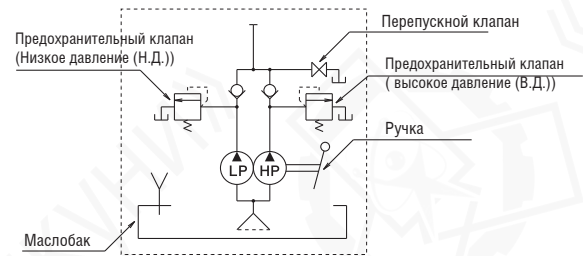 Перепускной клапан
Предохранительный клапан
(Низкое давление (Н.Д.))
Предохранительный клапан
( высокое давление (В.Д.))
Ручка
LP HP
Маслобак